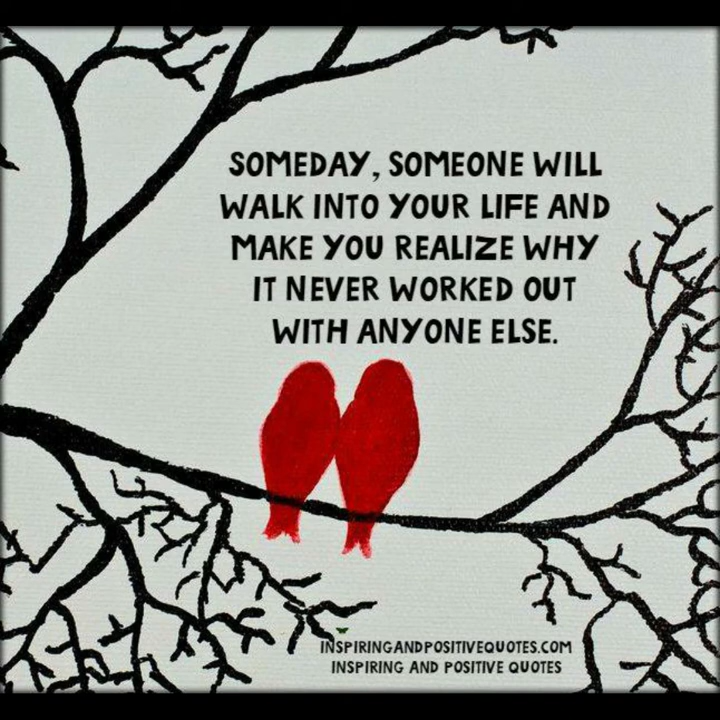 SOMEDAY, SOMEONE WILL
WALK INTO YOUR LIFE AND
MAKE YOU REALIZE WHY
IT NEVER WORKED OUT
WITH ANYONE ELSE.
INSPIRINGANDPOSITIVEQUOTES.COM
INSPIRING AND POSITIVE QUOTES